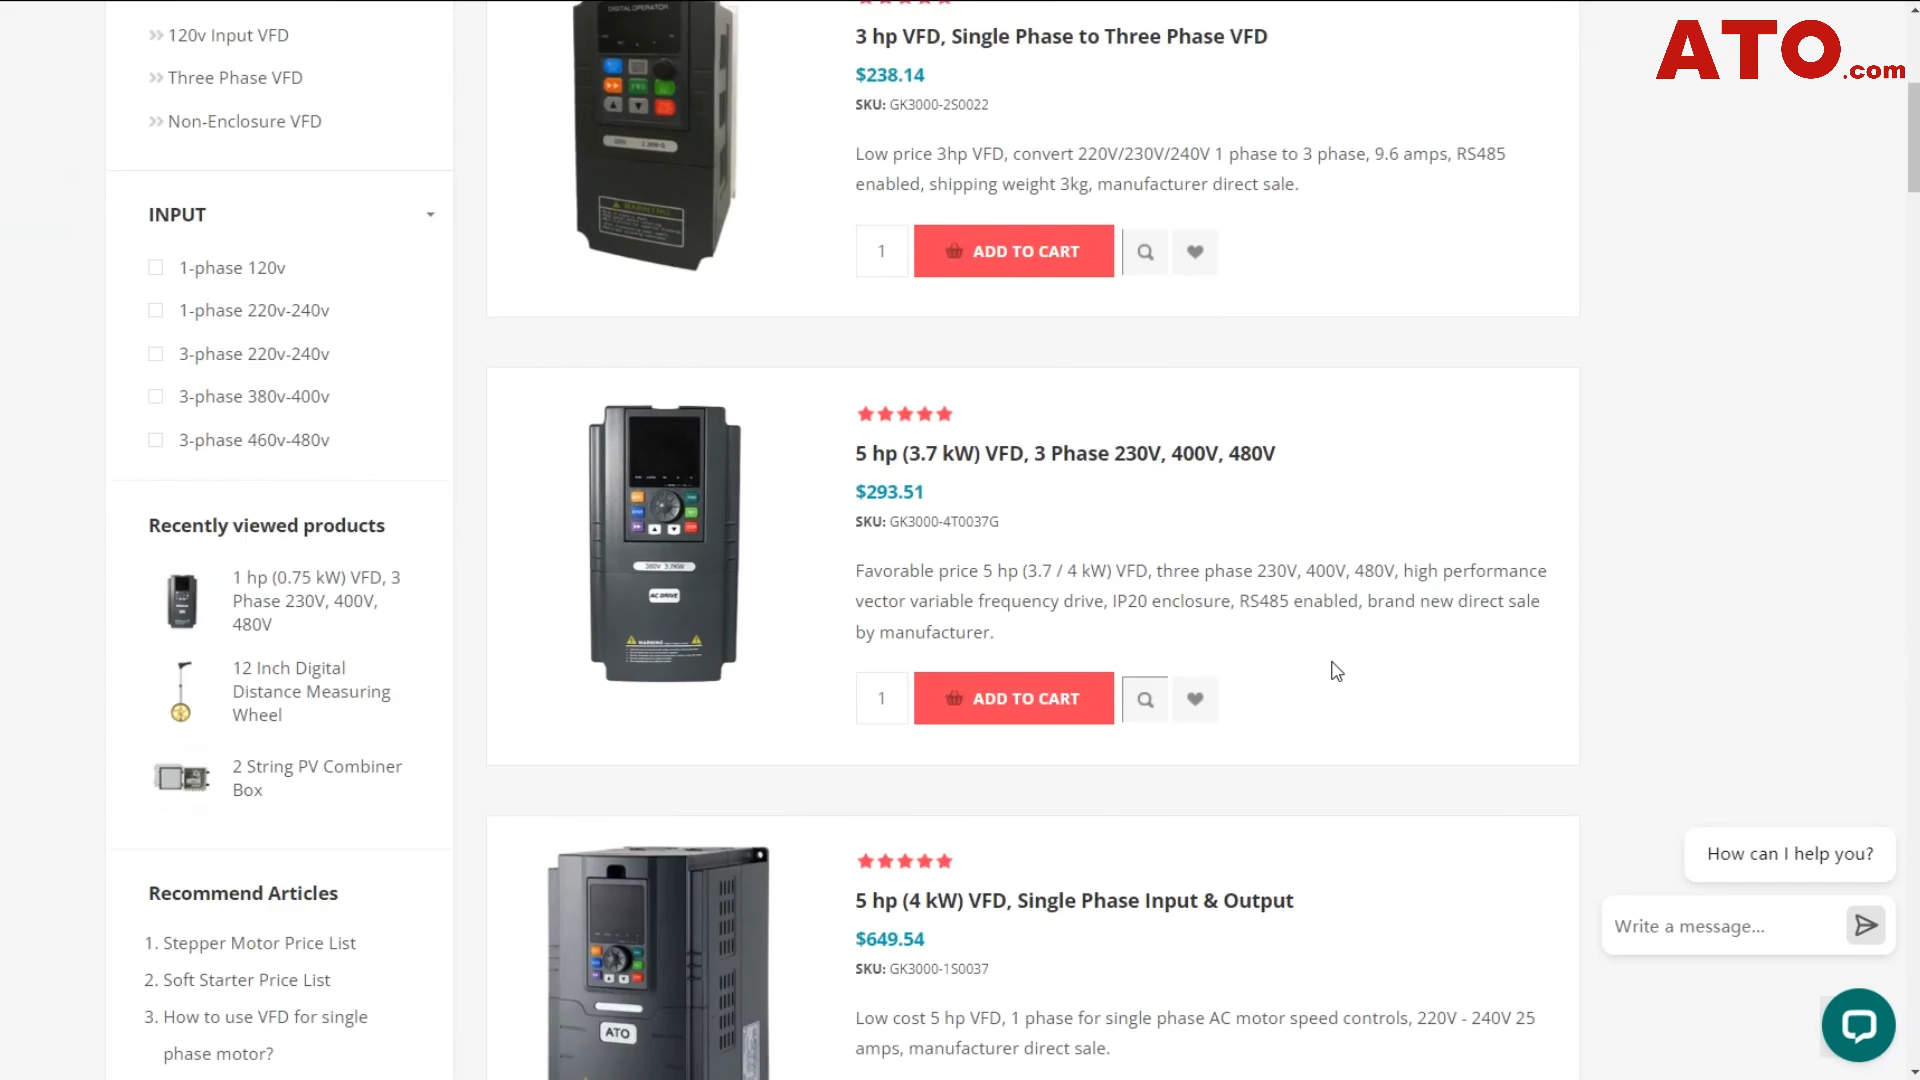 ATO.com
120v Input VFD
Three Phase VFD
Non-Enclosure VFD
INPUT
1-phase 120v
1-phase 220v-240v
3-phase 220v-240v
3-phase 380v-400v
3-phase 460v-480v
Recently viewed products
1 hp (0.75 kW) VFD, 3
Phase 230V, 400V,
480V
12 Inch Digital
Distance Measuring
Wheel
2 String PV Combiner
Box
Recommend Articles
1. Stepper Motor Price List
2. Soft Starter Price List
3. How to use VFD for single
phase motor?
DIGITAL OPERATOR
WARNING
3 hp VFD, Single Phase to Three Phase VFD
$238.14
SKU: GK3000-2S0022
Low price 3hp VFD, convert 220V/230V/240V 1 phase to 3 phase, 9.6 amps, RS485
enabled, shipping weight 3kg, manufacturer direct sale.
1
ADD TO CART
380V 3.7KW
AC DRIVE
WARNING
5 hp (3.7 kW) VFD, 3 Phase 230V, 400V, 480V
$293.51
SKU: GK3000-4T0037G
Favorable price 5 hp (3.7 / 4 kW) VFD, three phase 230V, 400V, 480V, high performance
vector variable frequency drive, IP20 enclosure, RS485 enabled, brand new direct sale
by manufacturer.
1
ADD TO CART
ATO
5 hp (4 kW) VFD, Single Phase Input & Output
$649.54
SKU: GK3000-1S0037
Low cost 5 hp VFD, 1 phase for single phase AC motor speed controls, 220V - 240V 25
amps, manufacturer direct sale.
How can I help you?
Write a message...